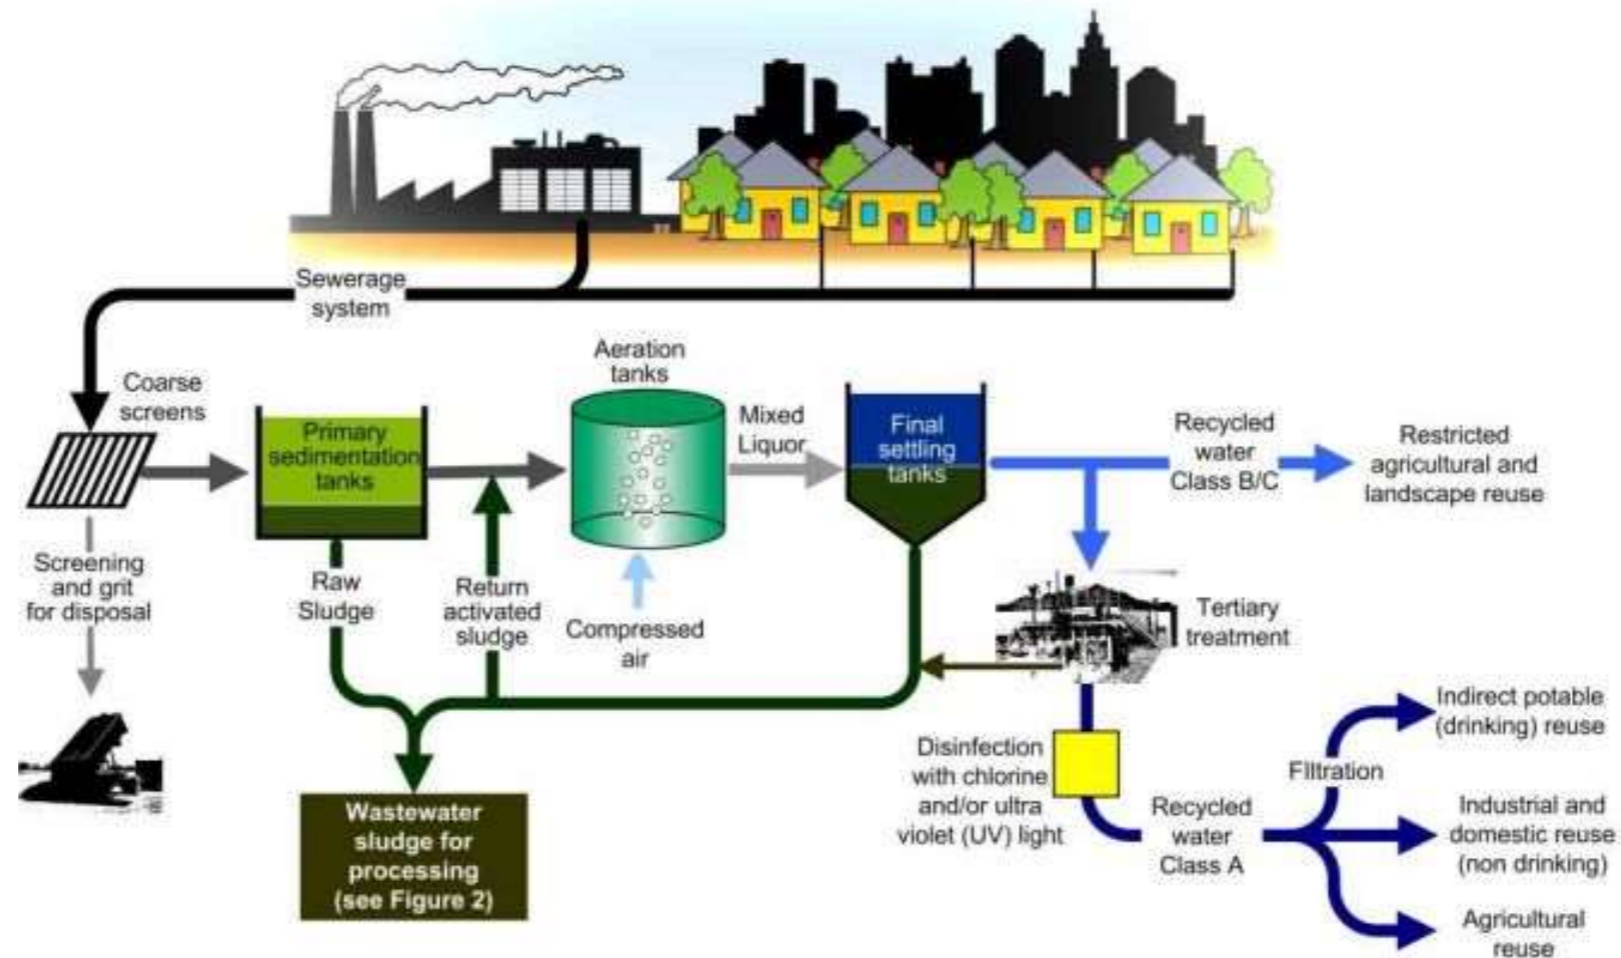 Sewerage
system
Coarse
screens
Primary
sedimentation
tanks
Aeration
tanks
Mixed
Liquor
Final
settling
tanks
Recycled
water
Class B/C
Restricted
agricultural and
landscape reuse
Screening
and grit
for disposal
Raw
Sludge
Return
activated
sludge
Compressed
air
Tertiary
treatment
Wastewater
sludge for
processing
(see Figure 2)
Disinfection
with chlorine
and/or ultra
violet (UV) light
Recycled
water
Class A
FIltration
Indirect potable
(drinking) reuse
Industrial and
domestic reuse
(non drinking)
Agricultural
reuse